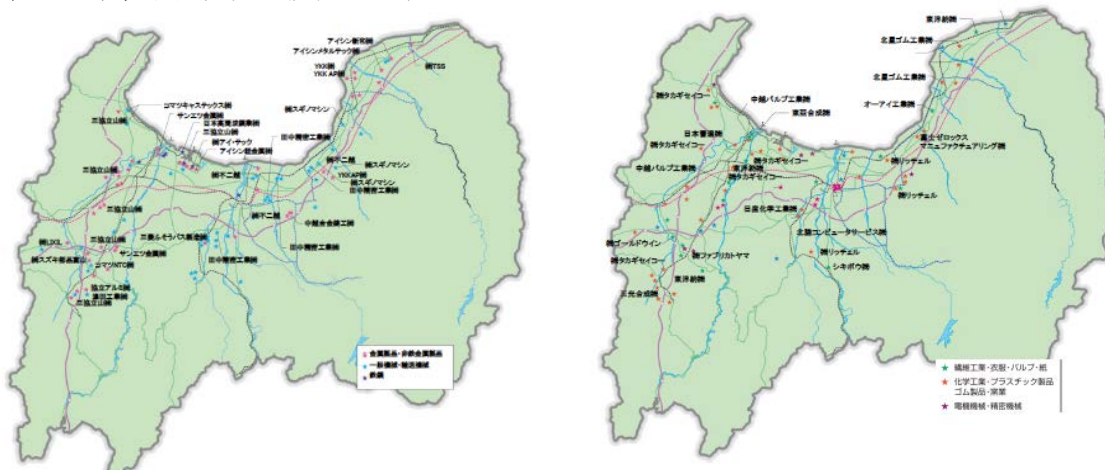 アイシン新和㈱
アイシンメタルテック㈱
YKK㈱
YKK AP㈱
㈱TSS
㈱スギノマシン
コマツキャステックス㈱
サンエツ金属㈱
日本高周波鋼業㈱
三協立山㈱
三協立山㈱
㈱アイ・テック
アイシン軽金属㈱
田中精密工業㈱
三協立山㈱
㈱不二越
㈱不二越
㈱スギノマシン
YKKAP㈱
㈱スギノマシン
田中精密工業㈱
三協立山㈱
㈱不二越
中越合金鋳工㈱
㈱LIXIL
三協立山㈱
三菱ふそうバス製造㈱
田中精密工業㈱
サンエツ金属㈱
㈱スズキ部品富山
コマツNTC㈱
田中精密工業㈱
協立アルミ㈱
三協立山㈱
金属製品・非鉄金属製品
一般機械・輸送機械
鉄鋼
東洋紡㈱
北星ゴム工業㈱
北星ゴム工業㈱
㈱タカギセイコー
オーアイ工業㈱
中越パルプ工業㈱
東亜合成㈱
富士ゼロックス
マニュファクチュアリング㈱
㈱タカギセイコー
㈱タカギセイコー
㈱リッチェル
中越パルプ工業㈱
東洋紡㈱
㈱タカギセイコー
㈱リッチェル
日産化学工業㈱
北陸コンピュータサービス㈱
㈱ゴールドウイン
㈱タカギセイコー
㈱ファブリカトヤマ
㈱リッチェル
シキボウ㈱
東洋紡㈱
三光合成㈱
繊維工業・衣服・パルプ・紙
化学工業・プラスチック製品
ゴム製品・窯業
電機機械・精密機械